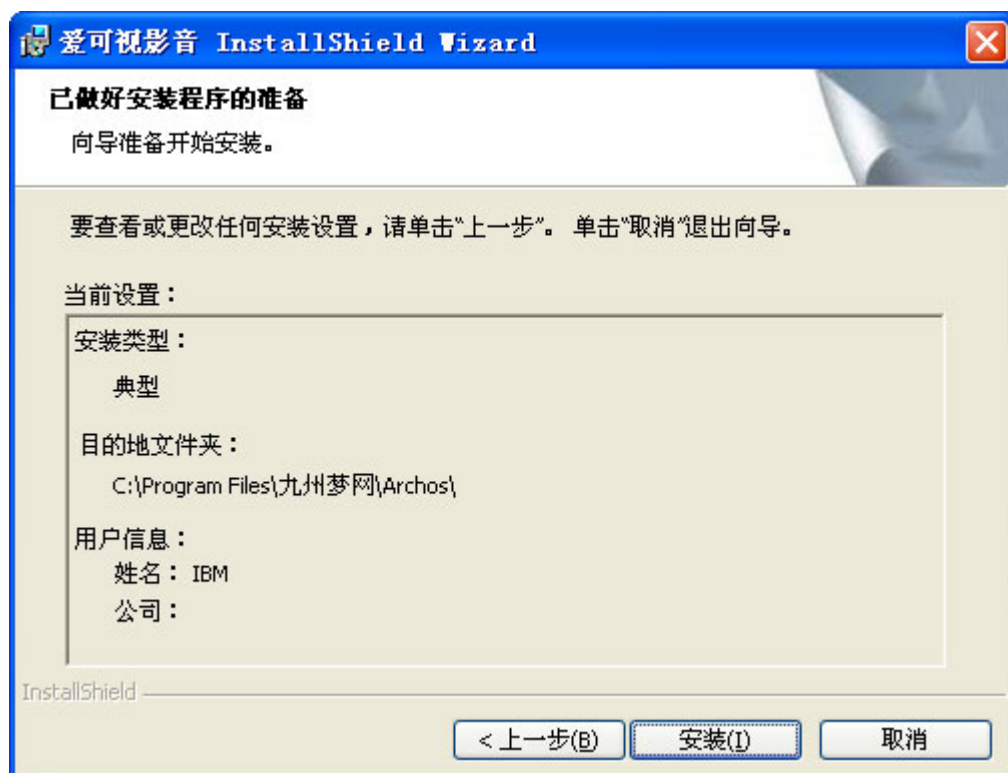 爱可视影音 InstallShield Wizard
已做好安装程序的准备
向导准备开始安装。
要查看或更改任何安装设置，请单击“上一步”。 单击“取消”退出向导。
当前设置：
安装类型：
典型
目的地文件夹：
C:\Program Files\九州梦网\Archos\
用户信息：
姓名： IBM
公司：
InstallShield
< 上一步(B)
安装(I)
取消